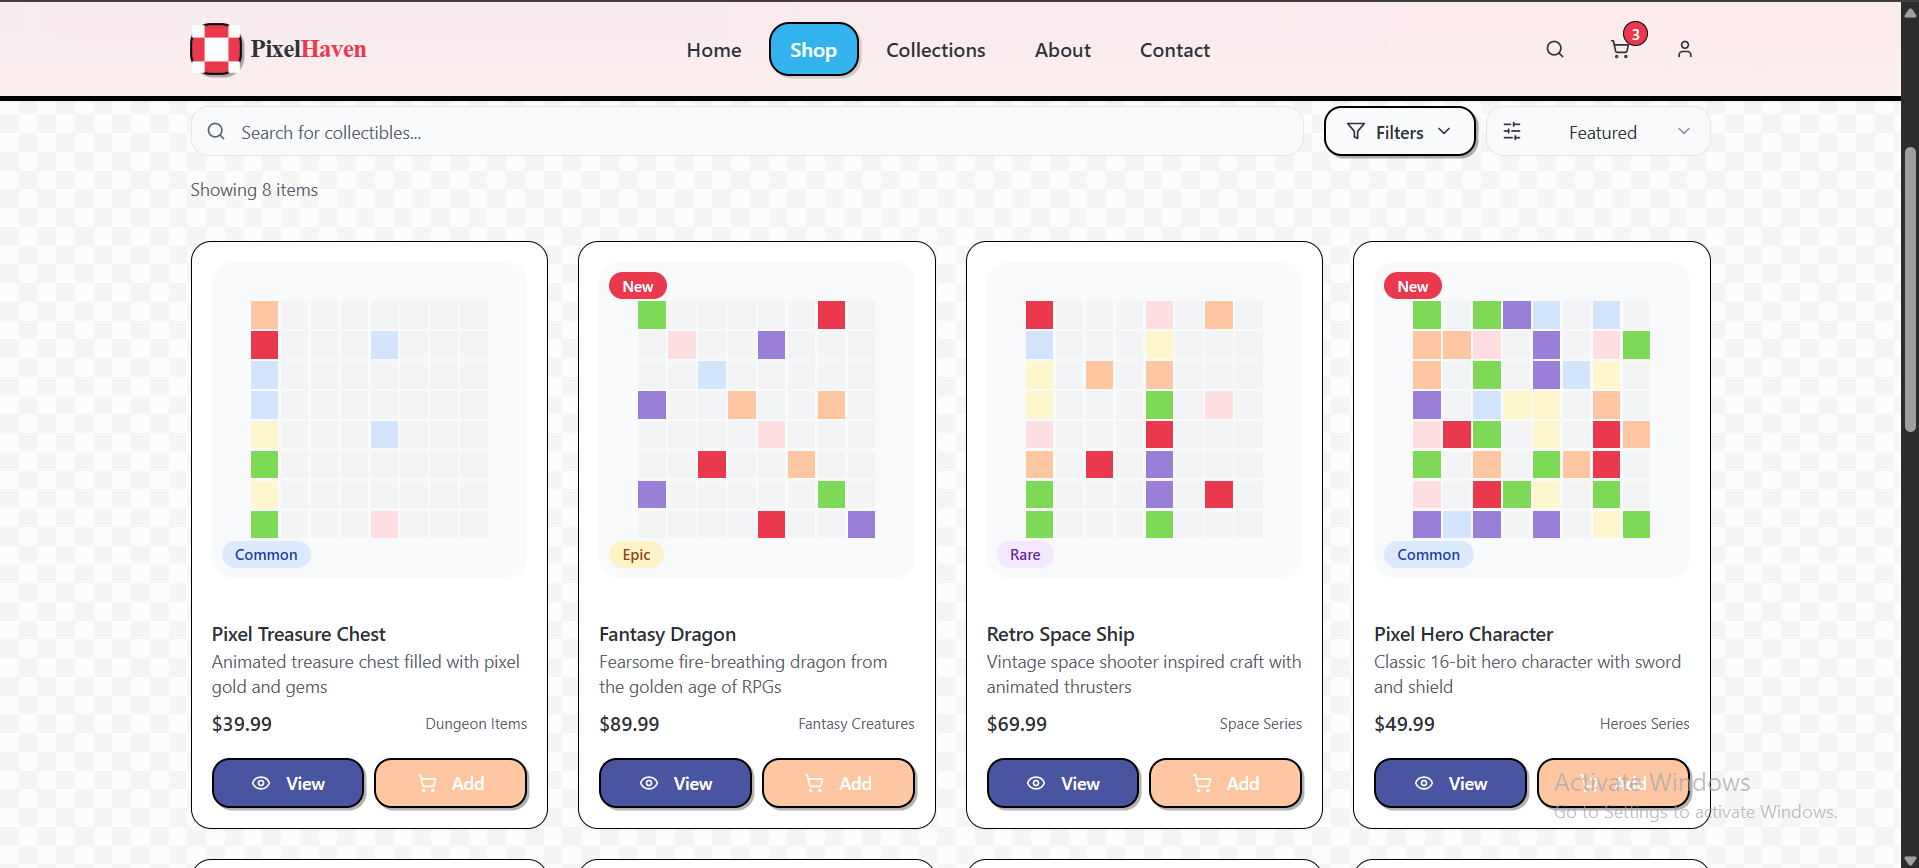 PixelHaven
Home
Shop
Collections
About
Contact
3
Search for collectibles...
Filters
Featured
Showing 8 items
Common
Pixel Treasure Chest
Animated treasure chest filled with pixel
gold and gems
$39.99
Dungeon Items
View
Add
New
Epic
Fantasy Dragon
Fearsome fire-breathing dragon from
the golden age of RPGs
$89.99
Fantasy Creatures
View
Add
Rare
Retro Space Ship
Vintage space shooter inspired craft with
animated thrusters
$69.99
Space Series
View
Add
New
Common
Pixel Hero Character
Classic 16-bit hero character with sword
and shield
$49.99
Heroes Series
View
Add
Activate Windows
Go to Settings to activate Windows.